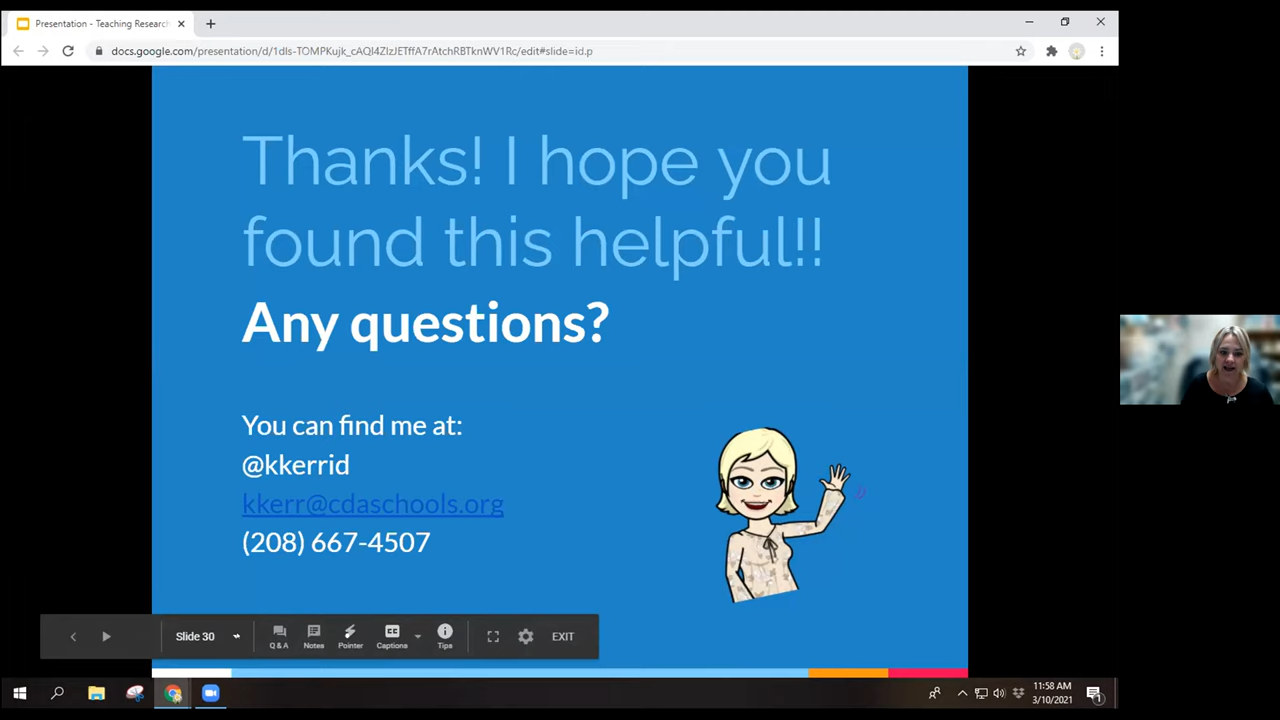 Presentation - Teaching Research
docs.google.com/presentation/d/1dls-TOMPKujk_cAQl4ZlzJETffA7rAtchRBTknWV1Rc/edit#slide=id.p
Thanks! I hope you
found this helpful!!
Any questions?
You can find me at:
@kkerrid
kkerr@cdaschools.org
(208) 667-4507
Slide 30
Q & A
Notes
Pointer
Captions
Tips
EXIT
11:58 AM
3/10/2021
1